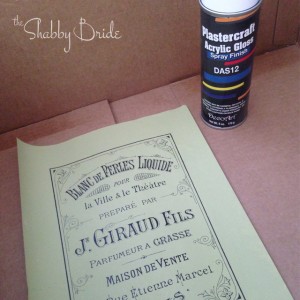 the
Shabby Bride
Plastercraft
Acrylic Gloss
Spray Finish
DAS12
DecoArt
Blanc de Perles Liquide
POUR
la Ville & le Théâtre
PRÉPARÉ PAR
J. Giraud Fils
Parfumeur a Grasse
Maison de Vente
Rue Étienne Marcel